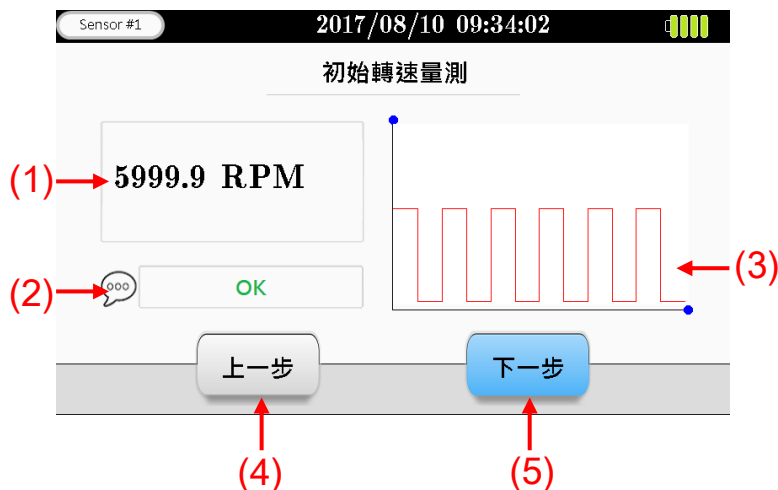 Sensor #1
2017/08/10 09:34:02
初始轉速量測
(1)
5999.9 RPM
(2)
OK
(3)
上一步
下一步
(4)
(5)